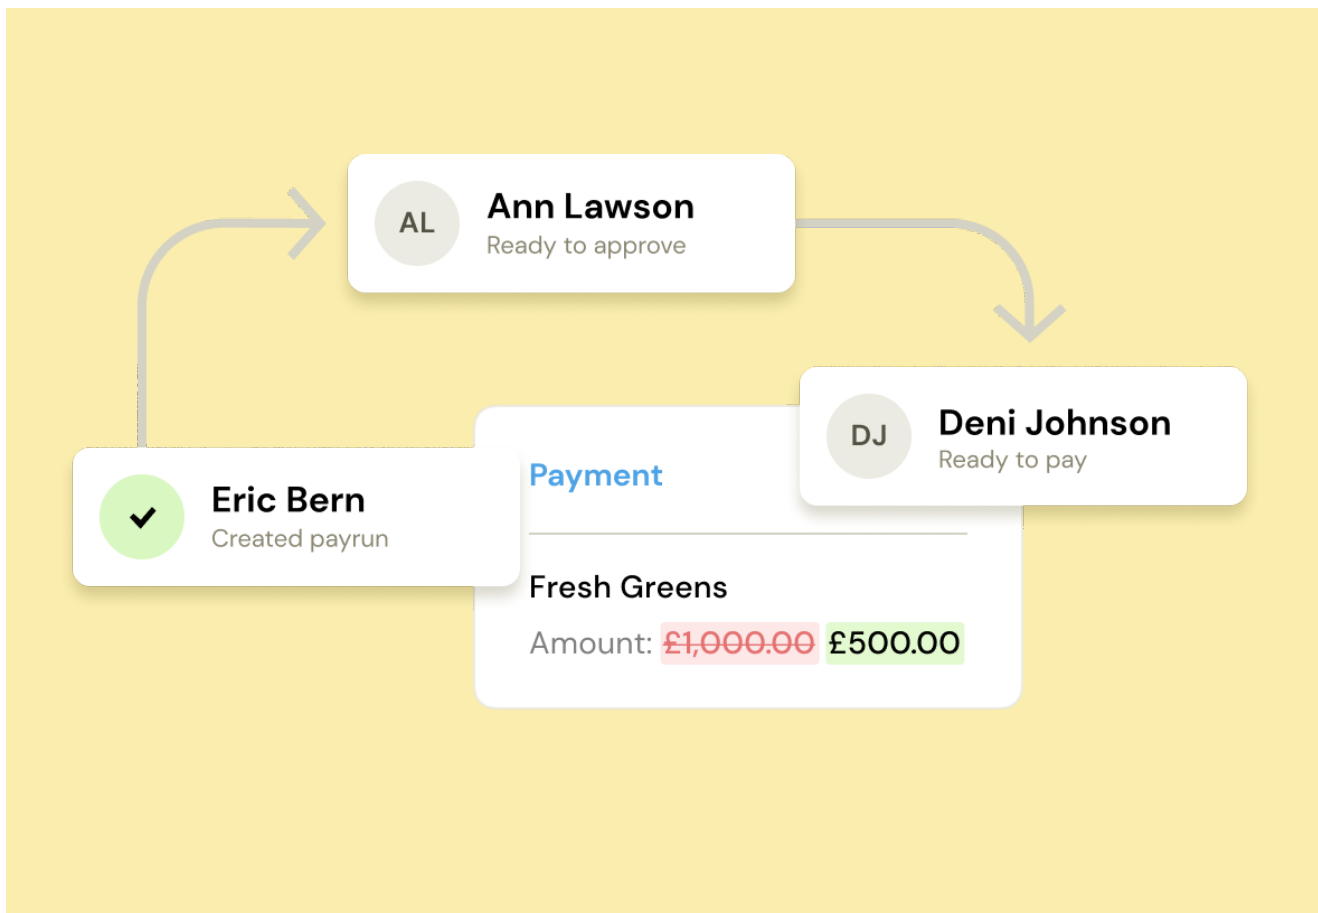 AL
Ann Lawson
Ready to approve
DJ
Deni Johnson
Ready to pay
Eric Bern
Created payrun
Payment
Fresh Greens
Amount: £1,000.00 £500.00